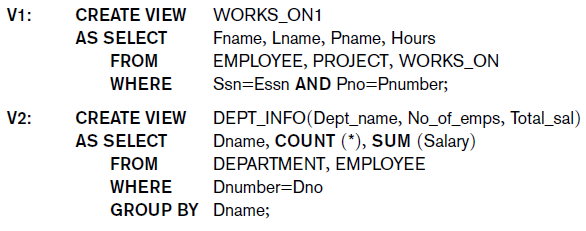 V1: CREATE VIEW WORKS_ON1
AS SELECT Fname, Lname, Pname, Hours
FROM EMPLOYEE, PROJECT, WORKS_ON
WHERE Ssn=Essn AND Pno=Pnumber;
V2: CREATE VIEW DEPT_INFO(Dept_name, No_of_emps, Total_sal)
AS SELECT Dname, COUNT (*), SUM (Salary)
FROM DEPARTMENT, EMPLOYEE
WHERE Dnumber=Dno
GROUP BY Dname;